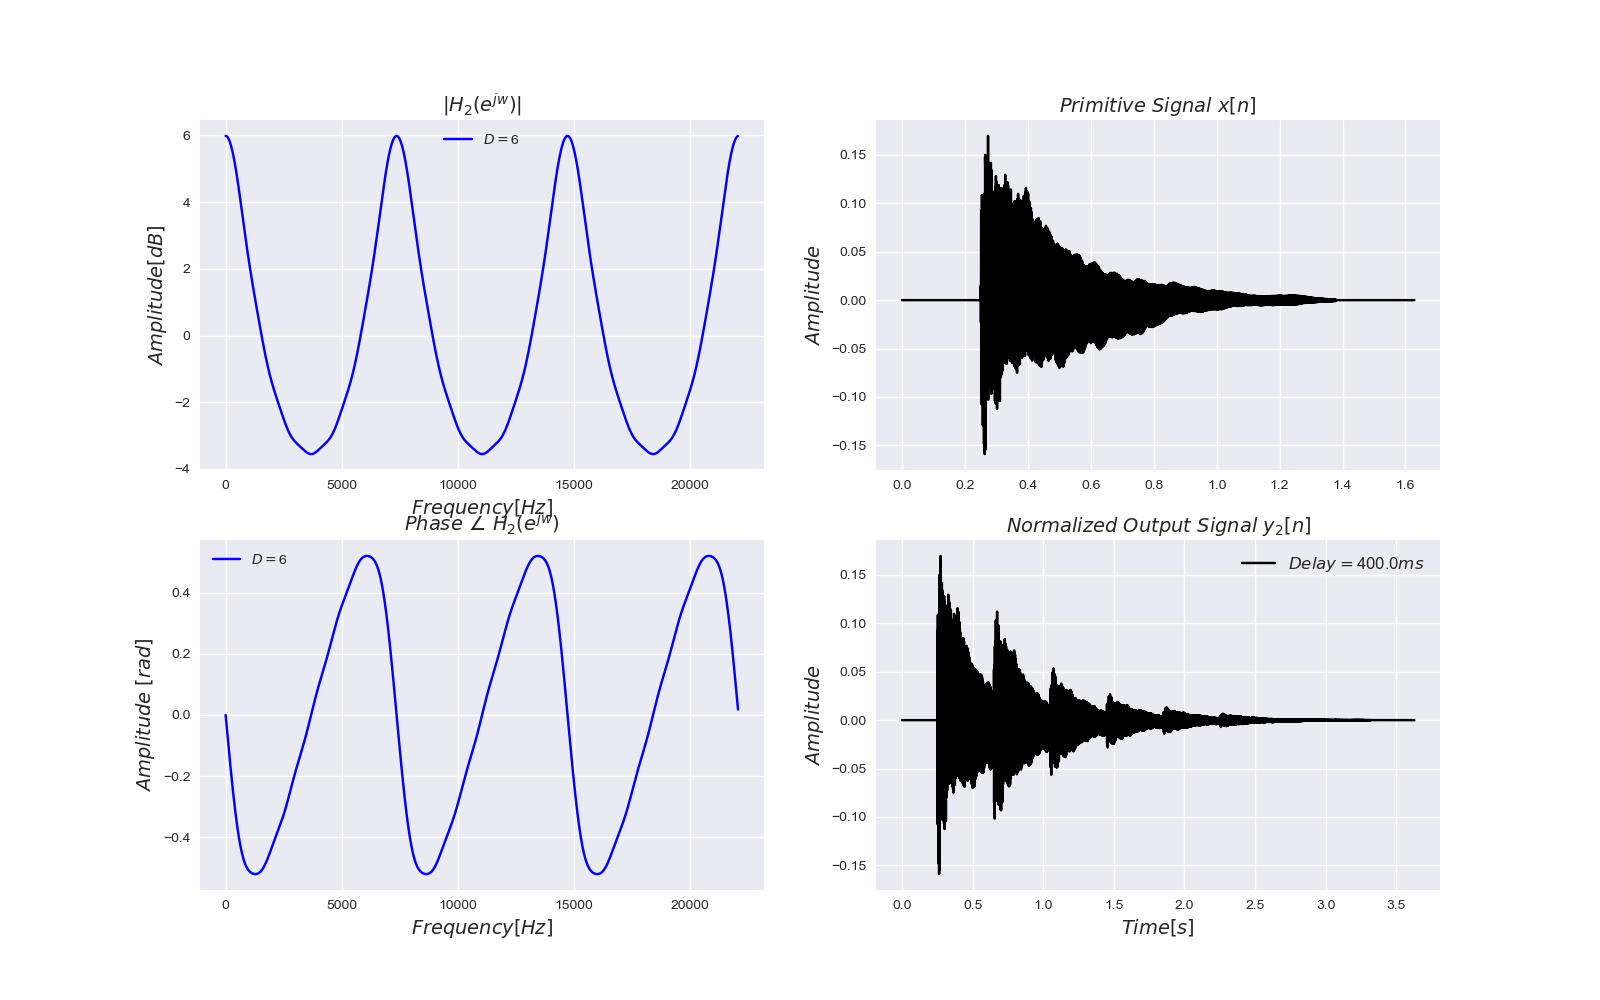 |H₂(e^{jw})|
D = 6
6
4
2
0
−2
−4
Amplitude[dB]
0 5000 10000 15000 20000
Frequency[Hz]
Primitive Signal x[n]
0.15
0.10
0.05
0.00
−0.05
−0.10
−0.15
Amplitude
0.0 0.2 0.4 0.6 0.8 1.0 1.2 1.4 1.6
Phase ∠ H₂(e^{jw})
D = 6
0.4
0.2
0.0
−0.2
−0.4
Amplitude [rad]
0 5000 10000 15000 20000
Frequency[Hz]
Normalized Output Signal y₂[n]
Delay = 400.0ms
0.15
0.10
0.05
0.00
−0.05
−0.10
−0.15
Amplitude
0.0 0.5 1.0 1.5 2.0 2.5 3.0 3.5
Time[s]